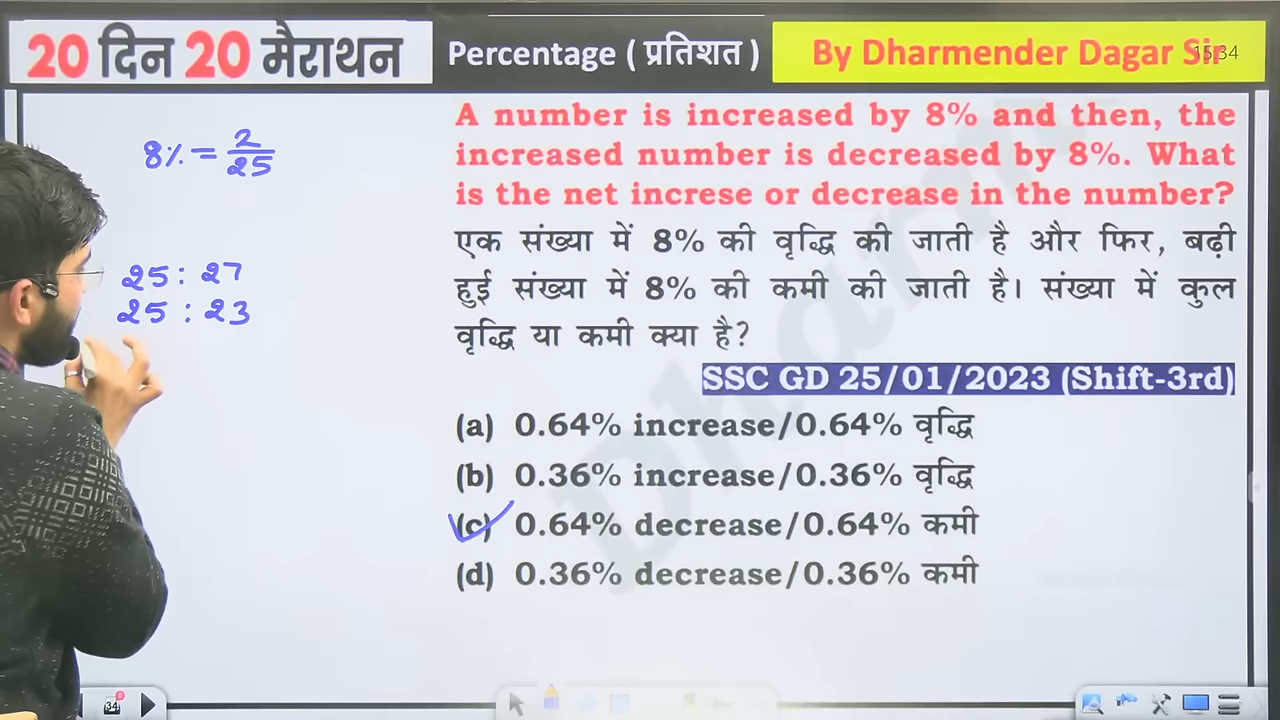 20 दिन 20 मैराथन
Percentage ( प्रतिशत )
By Dharmender Dagar Sir
15:34
8% = 2/25
25 : 27
25 : 23
A number is increased by 8% and then, the
increased number is decreased by 8%. What
is the net increse or decrease in the number?
एक संख्या में 8% की वृद्धि की जाती है और फिर, बढ़ी
हुई संख्या में 8% की कमी की जाती है। संख्या में कुल
वृद्धि या कमी क्या है?
SSC GD 25/01/2023 (Shift-3rd)
(a) 0.64% increase/0.64% वृद्धि
(b) 0.36% increase/0.36% वृद्धि
(c) 0.64% decrease/0.64% कमी
(d) 0.36% decrease/0.36% कमी
34